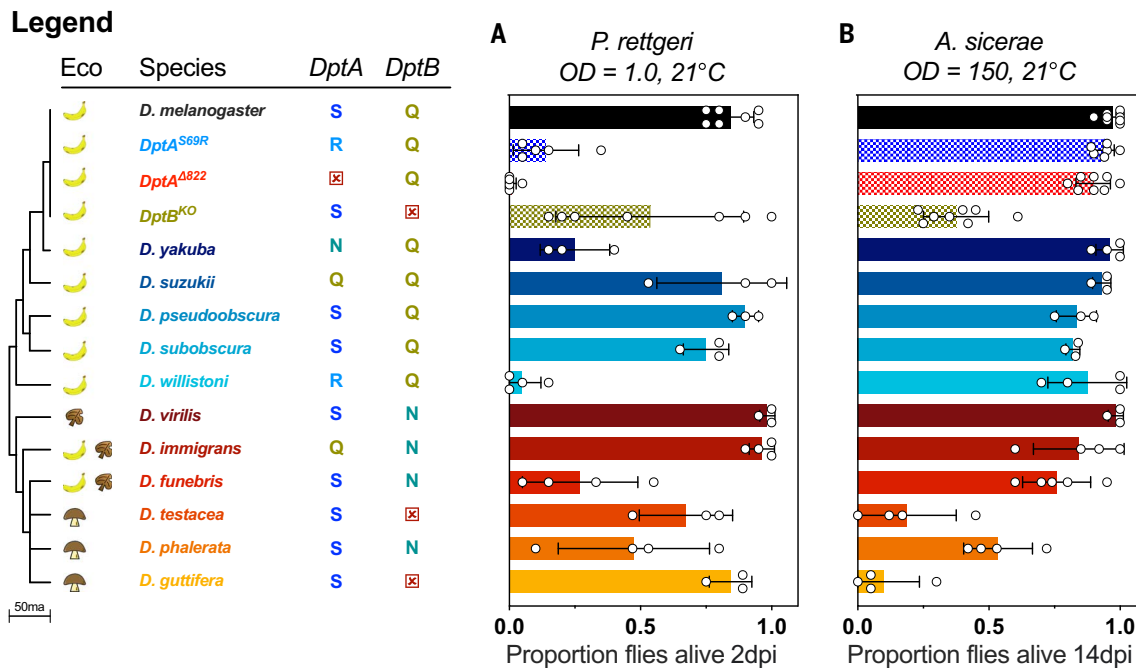 Legend
Eco Species DptA DptB
D. melanogaster S Q
DptA^S69R R Q
DptA^Δ822 Q
DptB^KO S
D. yakuba N Q
D. suzukii Q Q
D. pseudoobscura S Q
D. subobscura S Q
D. willistoni R Q
D. virilis S N
D. immigrans Q N
D. funebris S N
D. testacea S
D. phalerata S N
D. guttifera S
50ma
A
P. rettgeri
OD = 1.0, 21°C
0.0 0.5 1.0
Proportion flies alive 2dpi
B
A. sicerae
OD = 150, 21°C
0.0 0.5 1.0
Proportion flies alive 14dpi